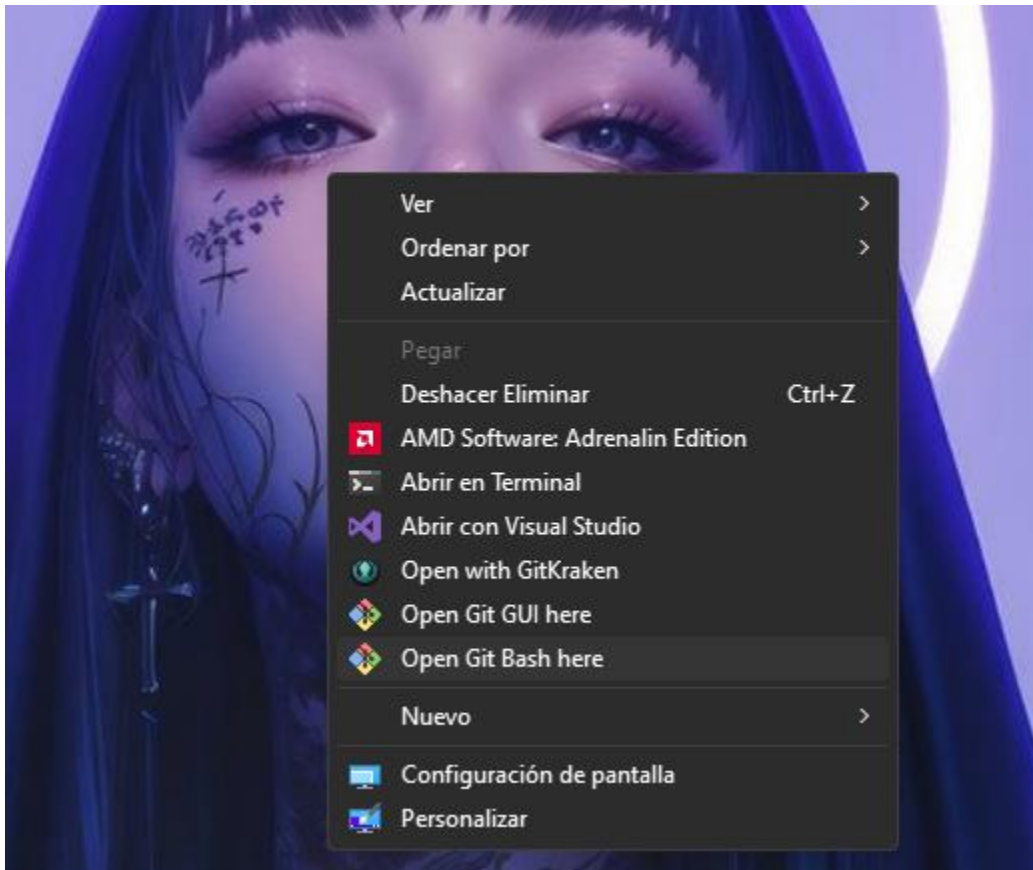 Ver
Ordenar por
Actualizar
Pegar
Deshacer Eliminar Ctrl+Z
AMD Software: Adrenalin Edition
Abrir en Terminal
Abrir con Visual Studio
Open with GitKraken
Open Git GUI here
Open Git Bash here
Nuevo
Configuración de pantalla
Personalizar